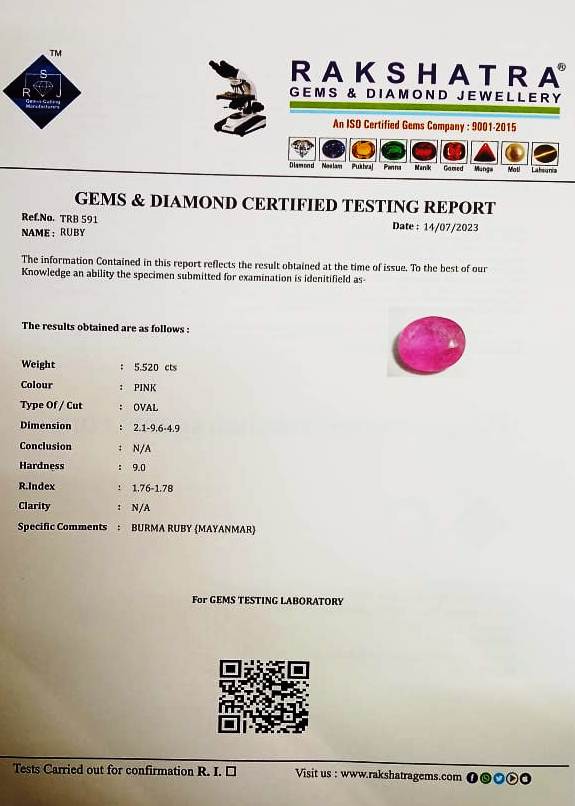 TM
R S J
Gems Cutting
Manufacturers
RAKSHATRA®
GEMS & DIAMOND JEWELLERY
An ISO Certified Gems Company : 9001-2015
Diamond Neelam Pukhraj Panna Manik Gomed Munga Moti Lahsunia
GEMS & DIAMOND CERTIFIED TESTING REPORT
Ref.No. TRB 591
Date : 14/07/2023
NAME : RUBY
The information Contained in this report reflects the result obtained at the time of issue. To the best of our
Knowledge an ability the specimen submitted for examination is idenitifield as-
The results obtained are as follows :
Weight : 5.520 cts
Colour : PINK
Type Of / Cut : OVAL
Dimension : 2.1-9.6-4.9
Conclusion : N/A
Hardness : 9.0
R.Index : 1.76-1.78
Clarity : N/A
Specific Comments : BURMA RUBY (MAYANMAR)
For GEMS TESTING LABORATORY
Tests Carried out for confirmation R. I. ☐
Visit us : www.rakshatragems.com